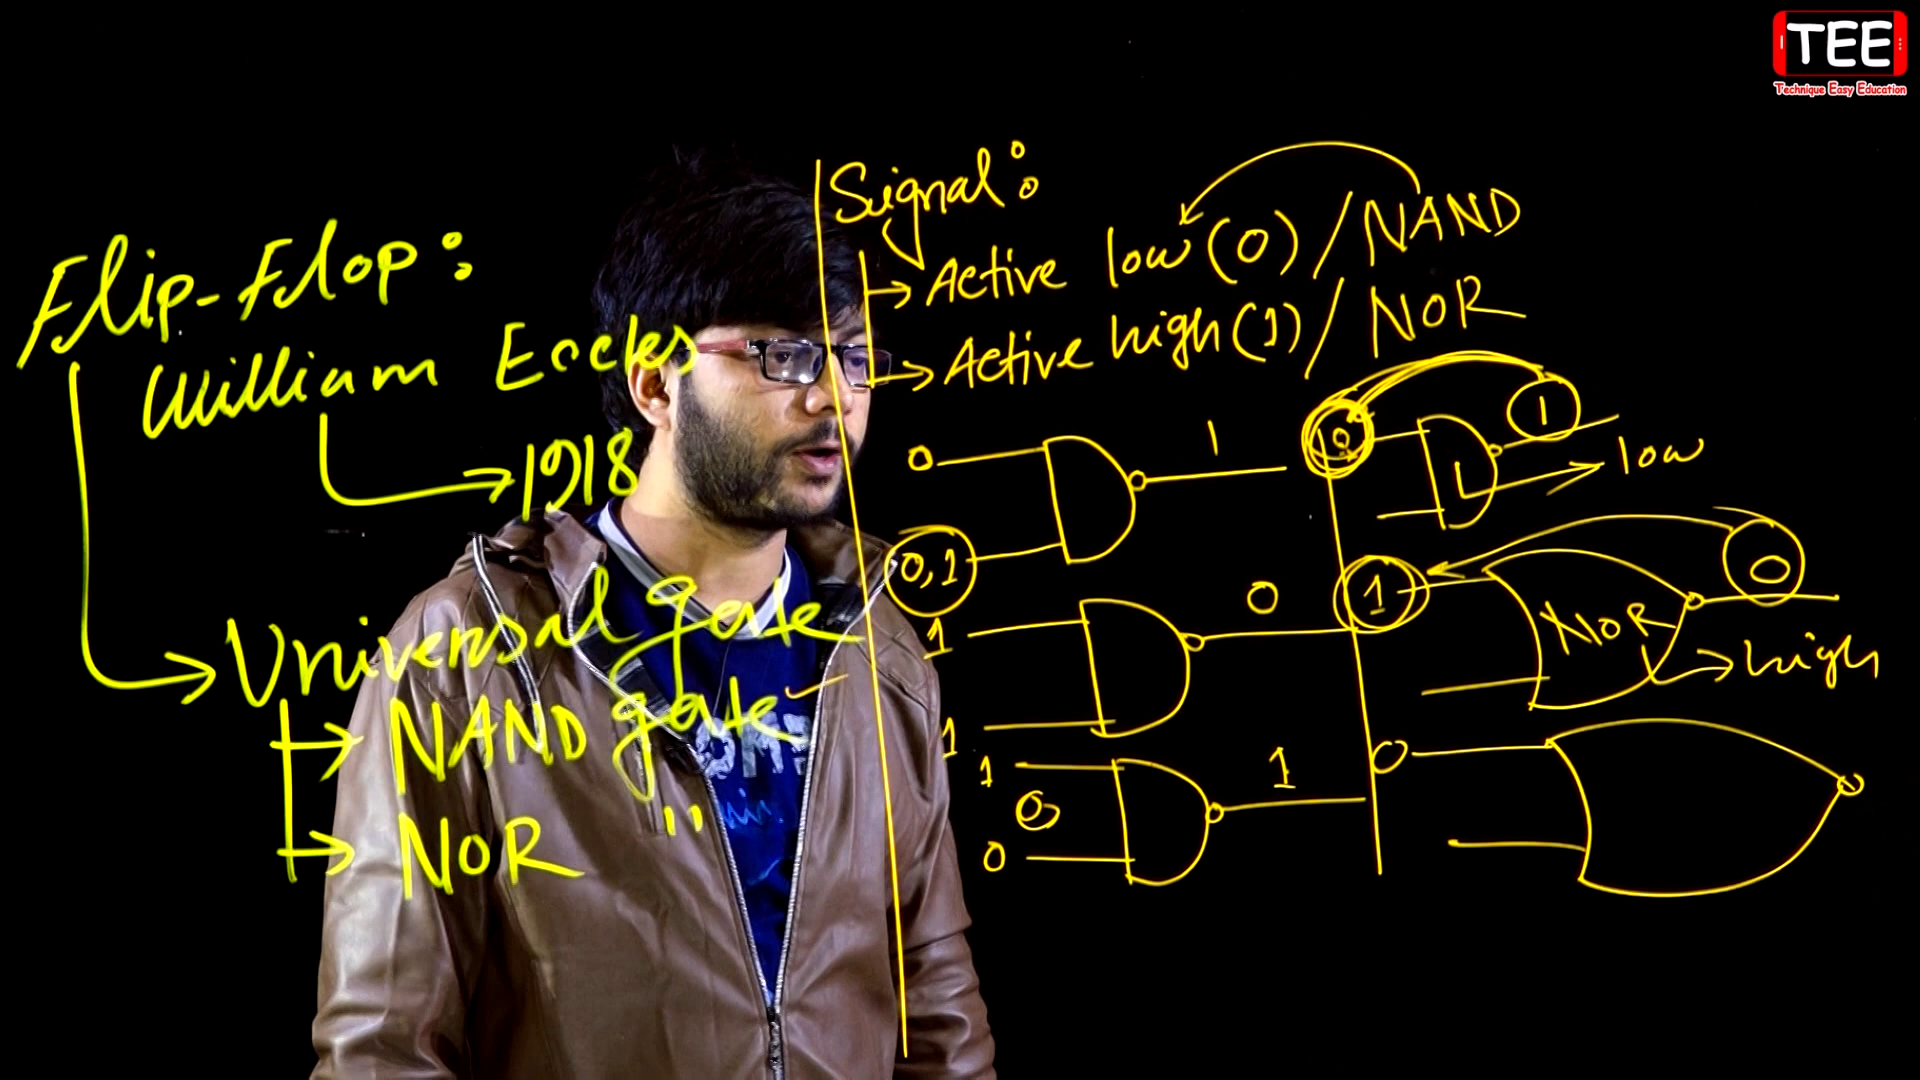 TEE
Technique Easy Education
Flip-Flop:
William Eccles
1918
Universal gate
NAND gate
NOR "
Signal:
Active low (0) / NAND
Active high (1) / NOR
0
1
0,1
1
0
1
1
0
0
1
0
1
low
1
0
NOR
high
0